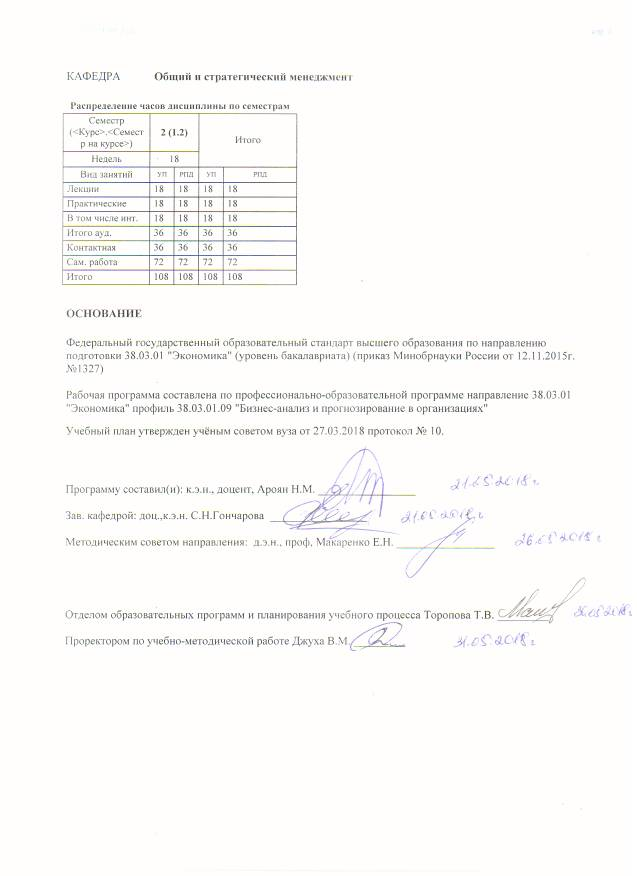 КАФЕДРА Общий и стратегический менеджмент
Распределение часов дисциплины по семестрам
Семестр
(<Курс>.<Семест
р на курсе>)
2 (1.2)
Итого
Недель 18
Вид занятий УП РПД УП РПД
Лекции 18 18 18 18
Практические 18 18 18 18
В том числе инт. 18 18 18 18
Итого ауд. 36 36 36 36
Контактная 36 36 36 36
Сам. работа 72 72 72 72
Итого 108 108 108 108
ОСНОВАНИЕ
Федеральный государственный образовательный стандарт высшего образования по направлению
подготовки 38.03.01 "Экономика" (уровень бакалавриата) (приказ Минобрнауки России от 12.11.2015г.
№1327)
Рабочая программа составлена по профессионально-образовательной программе направление 38.03.01
"Экономика" профиль 38.03.01.09 "Бизнес-анализ и прогнозирование в организациях"
Учебный план утвержден учёным советом вуза от 27.03.2018 протокол № 10.
Программу составил(и): к.э.н., доцент, Ароян Н.М. 21.05.2018 г
Зав. кафедрой: доц.,к.э.н. С.Н.Гончарова 21.05.2018 г
Методическим советом направления: д.э.н., проф, Макаренко Е.Н. 26.05.2018
Отделом образовательных программ и планирования учебного процесса Торопова Т.В. .05.2018г
Проректором по учебно-методической работе Джуха В.М. 31.05.2018 г